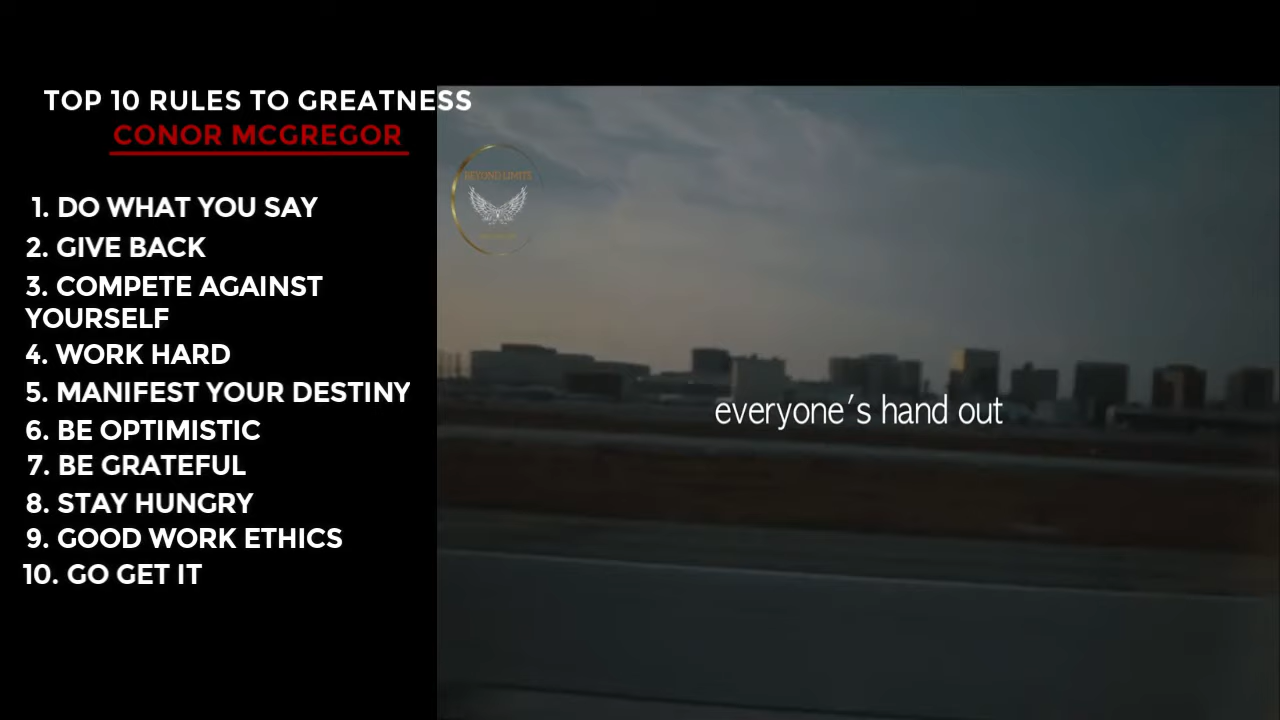 TOP 10 RULES TO GREATNESS
CONOR MCGREGOR
1. DO WHAT YOU SAY
2. GIVE BACK
3. COMPETE AGAINST
YOURSELF
4. WORK HARD
5. MANIFEST YOUR DESTINY
6. BE OPTIMISTIC
7. BE GRATEFUL
8. STAY HUNGRY
9. GOOD WORK ETHICS
10. GO GET IT
BEYOND LIMITS
everyone's hand out